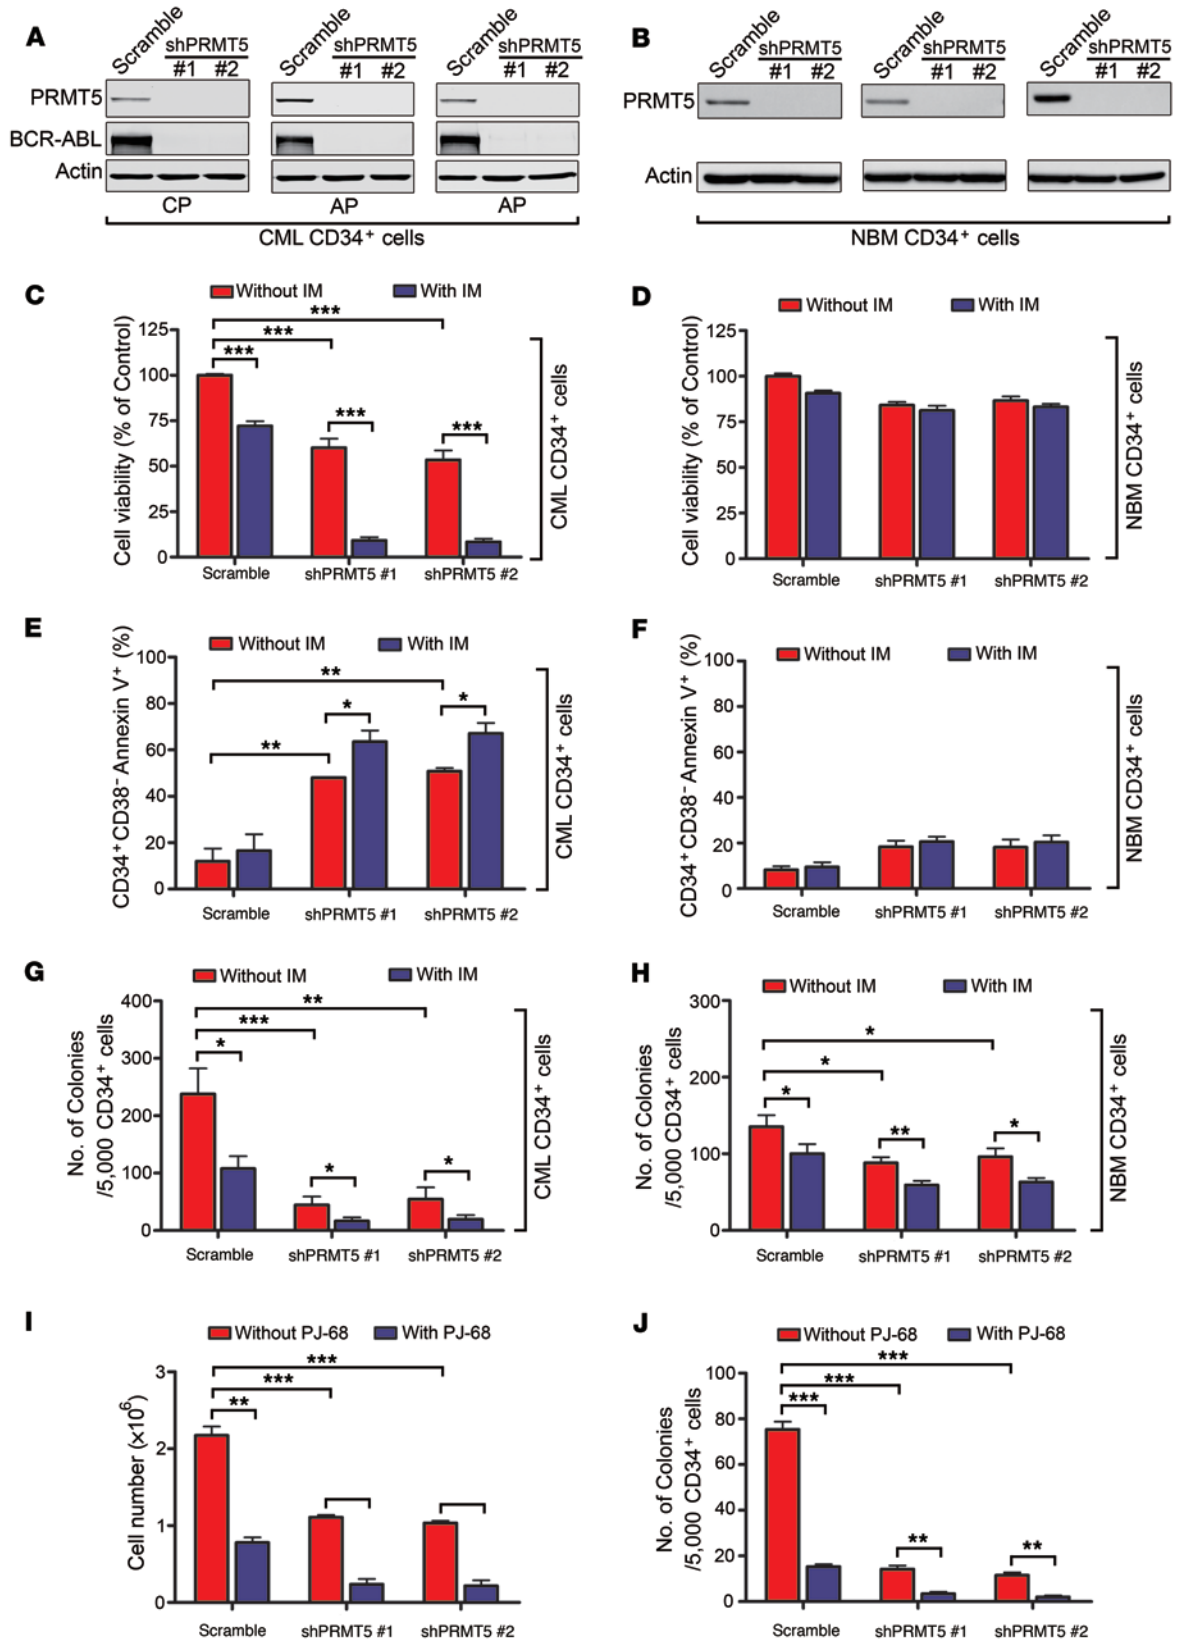 A
Scramble
shPRMT5
#1 #2
Scramble
shPRMT5
#1 #2
Scramble
shPRMT5
#1 #2
PRMT5
BCR-ABL
Actin
CP AP AP
CML CD34+ cells
B
Scramble
shPRMT5
#1 #2
Scramble
shPRMT5
#1 #2
Scramble
shPRMT5
#1 #2
PRMT5
Actin
NBM CD34+ cells
C
Without IM With IM
Cell viability (% of Control)
125
100
75
50
25
0
***
***
***
***
***
Scramble shPRMT5 #1 shPRMT5 #2
CML CD34+ cells
D
Without IM With IM
Cell viability (% of Control)
125
100
75
50
25
0
Scramble shPRMT5 #1 shPRMT5 #2
NBM CD34+ cells
E
Without IM With IM
CD34+CD38- Annexin V+ (%)
100
80
60
40
20
0
**
**
*
*
Scramble shPRMT5 #1 shPRMT5 #2
CML CD34+ cells
F
Without IM With IM
CD34+ CD38- Annexin V+ (%)
100
80
60
40
20
0
Scramble shPRMT5 #1 shPRMT5 #2
NBM CD34+ cells
G
Without IM With IM
No. of Colonies
/5,000 CD34+ cells
400
300
200
100
0
**
***
*
*
*
Scramble shPRMT5 #1 shPRMT5 #2
CML CD34+ cells
H
Without IM With IM
No. of Colonies
/5,000 CD34+ cells
300
200
100
0
*
*
*
**
*
Scramble shPRMT5 #1 shPRMT5 #2
NBM CD34+ cells
I
Without PJ-68 With PJ-68
Cell number (×10⁶)
3
2
1
0
***
***
**
Scramble shPRMT5 #1 shPRMT5 #2
J
Without PJ-68 With PJ-68
No. of Colonies
/5,000 CD34+ cells
100
80
60
40
20
0
***
***
***
**
**
Scramble shPRMT5 #1 shPRMT5 #2